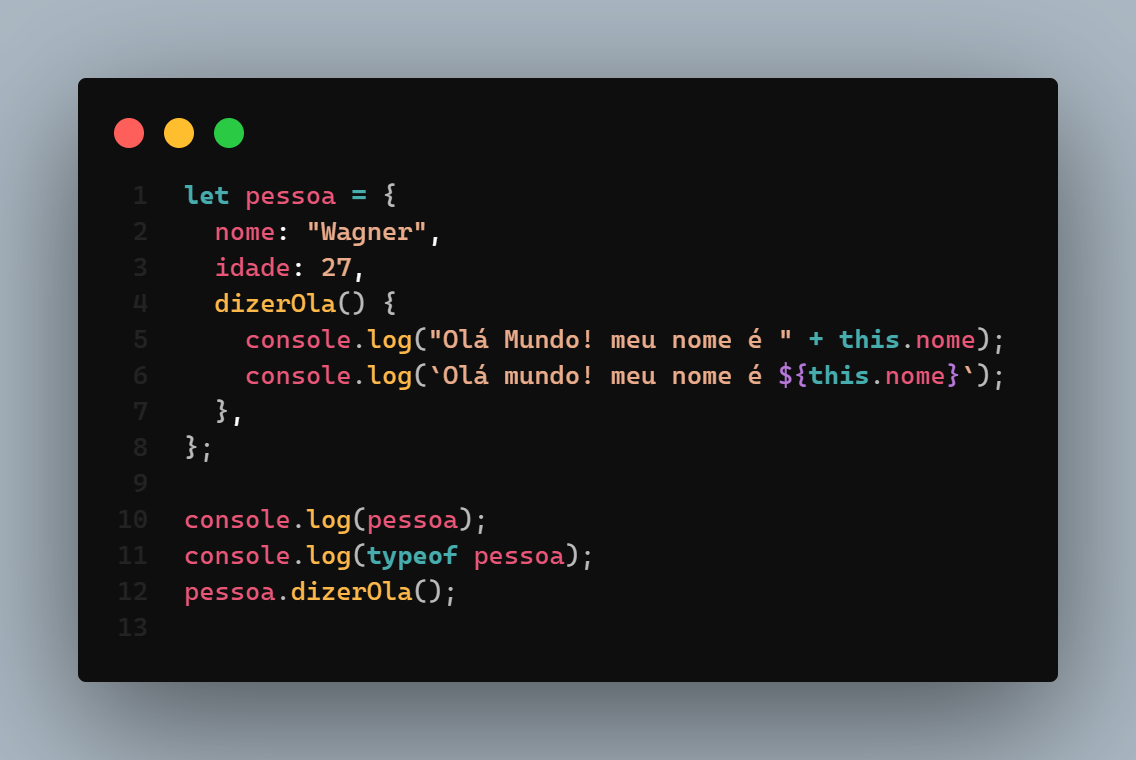 1 let pessoa = {
2   nome: "Wagner",
3   idade: 27,
4   dizerOla() {
5     console.log("Olá Mundo! meu nome é " + this.nome);
6     console.log(`Olá mundo! meu nome é ${this.nome}`);
7   },
8 };
9
10 console.log(pessoa);
11 console.log(typeof pessoa);
12 pessoa.dizerOla();
13